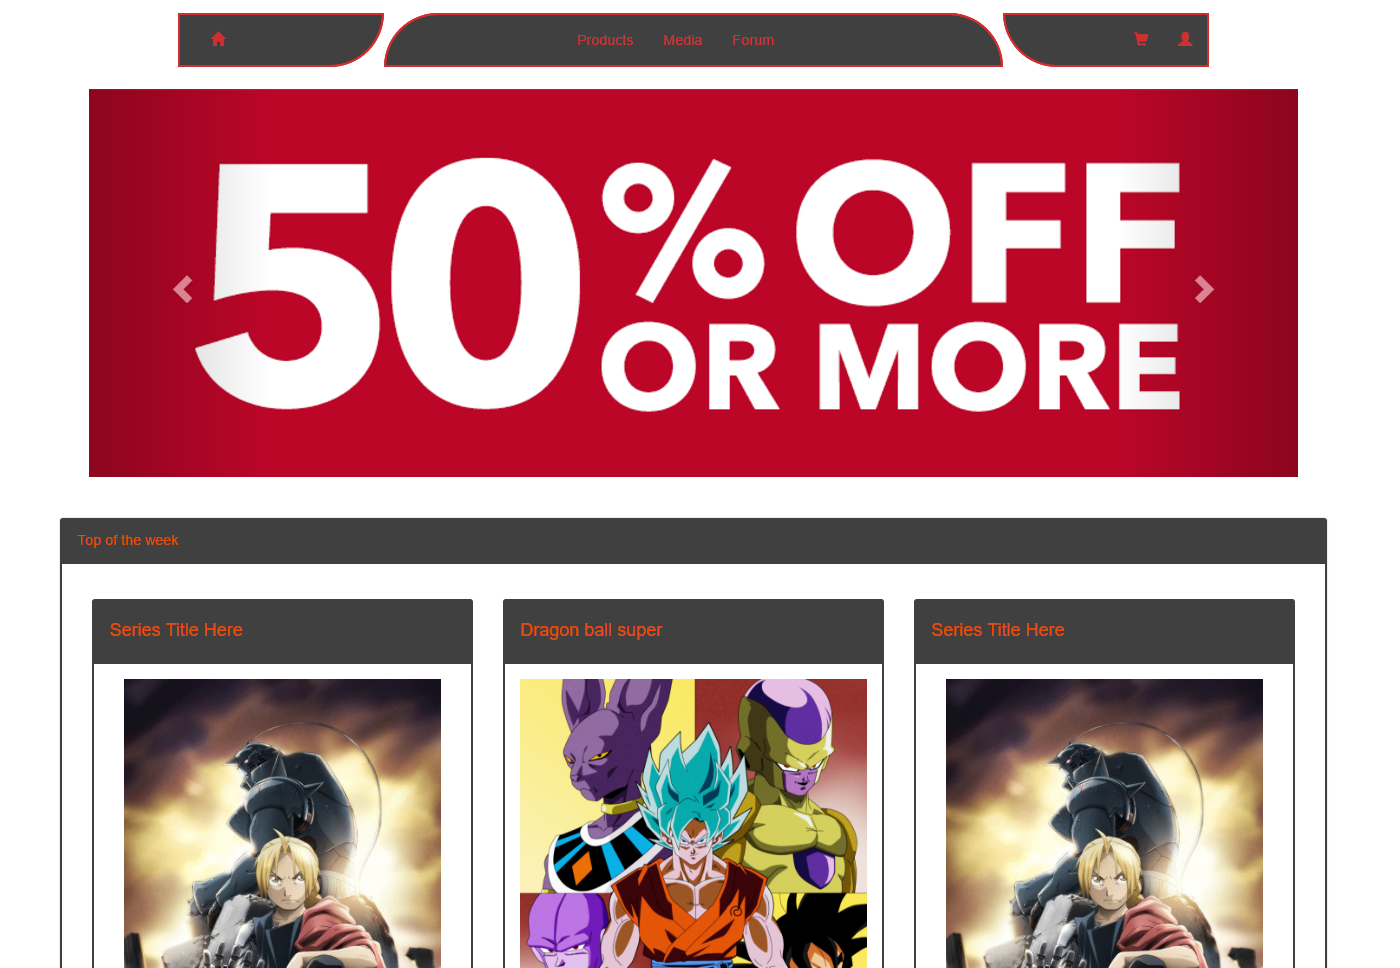 Products Media Forum
50% OFF
OR MORE
Top of the week
Series Title Here
Dragon ball super
Series Title Here